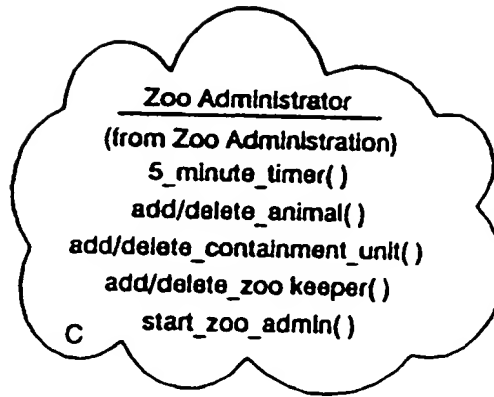 Zoo Administrator
(from Zoo Administration)
5_minute_timer( )
add/delete_animal( )
add/delete_containment_unit( )
add/delete_zoo keeper( )
start_zoo_admin( )
C